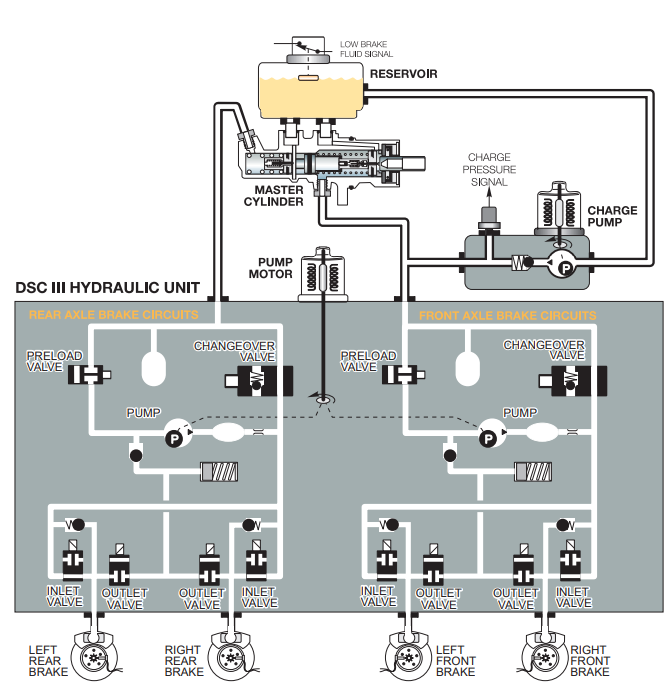 LOW BRAKE
FLUID SIGNAL
RESERVOIR
CHARGE
PRESSURE
SIGNAL
MASTER
CYLINDER
CHARGE
PUMP
P
PUMP
MOTOR
DSC III HYDRAULIC UNIT
REAR AXLE BRAKE CIRCUITS
FRONT AXLE BRAKE CIRCUITS
PRELOAD
VALVE
CHANGEOVER
VALVE
PRELOAD
VALVE
CHANGEOVER
VALVE
PUMP
P
PUMP
P
INLET
VALVE
OUTLET
VALVE
OUTLET
VALVE
INLET
VALVE
INLET
VALVE
OUTLET
VALVE
OUTLET
VALVE
INLET
VALVE
LEFT
REAR
BRAKE
RIGHT
REAR
BRAKE
LEFT
FRONT
BRAKE
RIGHT
FRONT
BRAKE